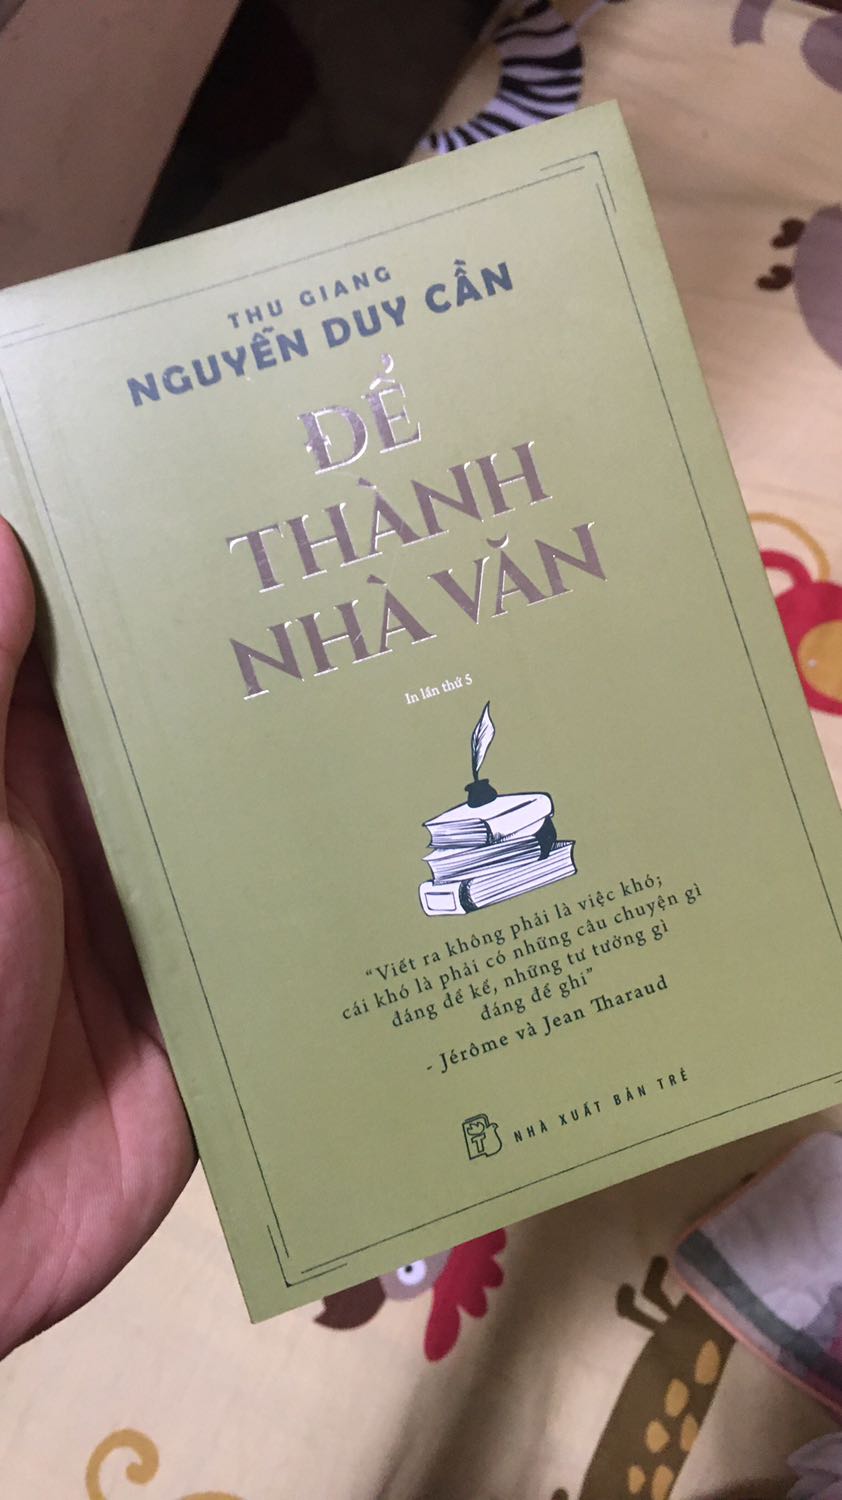 THU GIANG
NGUYỄN DUY CẦN
ĐỂ
THÀNH
NHÀ VĂN
In lần thứ 5
“Viết ra không phải là việc khó;
cái khó là phải có những câu chuyện gì
đáng để kể, những tư tưởng gì
đáng để ghi”
- Jérôme và Jean Tharaud
NHÀ XUẤT BẢN TRẺ